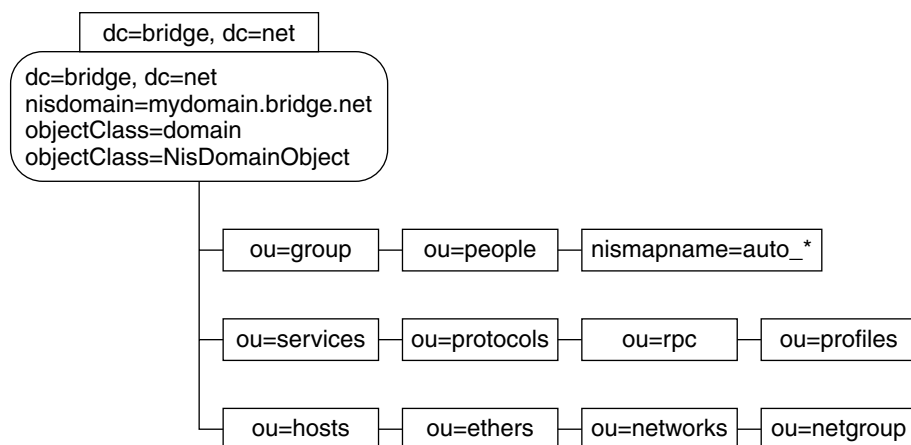 dc=bridge, dc=net
dc=bridge, dc=net
nisdomain=mydomain.bridge.net
objectClass=domain
objectClass=NisDomainObject
ou=group ou=people nismapname=auto_*
ou=services ou=protocols ou=rpc ou=profiles
ou=hosts ou=ethers ou=networks ou=netgroup